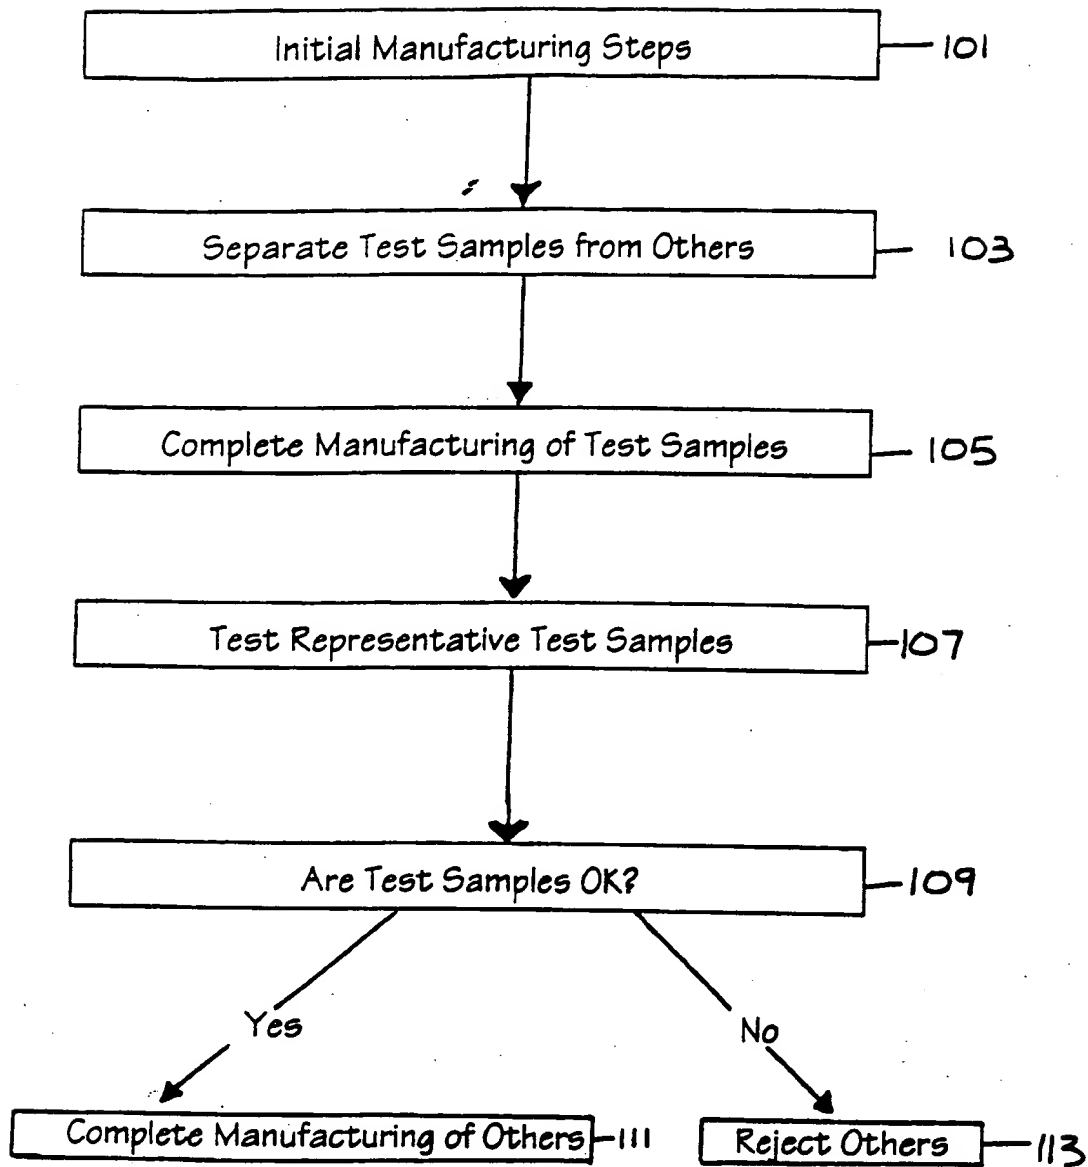 Initial Manufacturing Steps 101
Separate Test Samples from Others 103
Complete Manufacturing of Test Samples 105
Test Representative Test Samples 107
Are Test Samples OK? 109
Yes No
Complete Manufacturing of Others 111 Reject Others 113